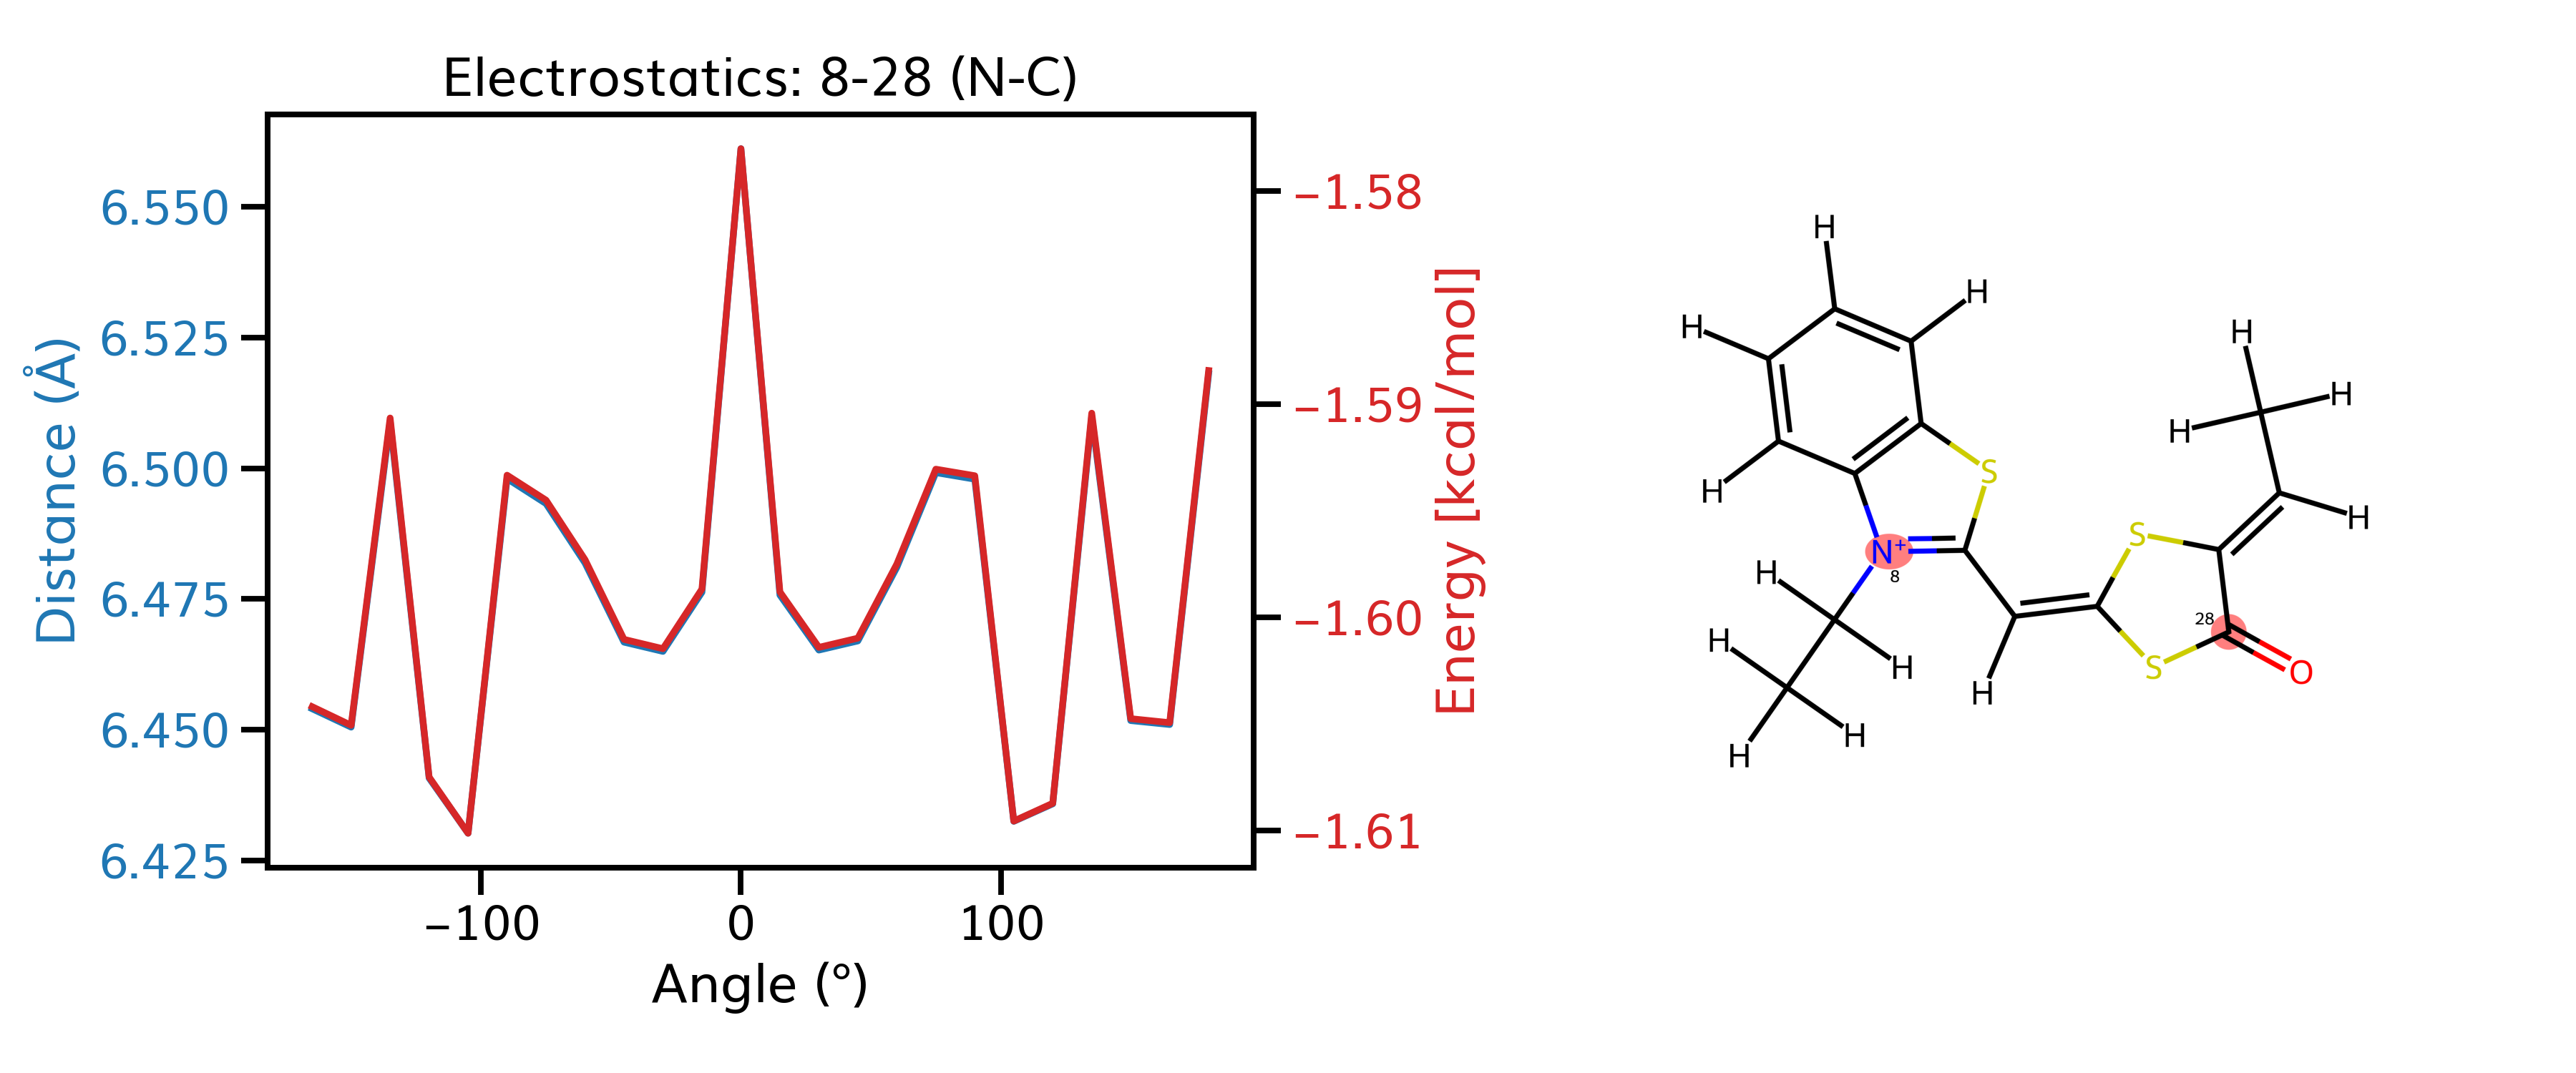 Electrostatics: 8-28 (N-C)
Distance (Å)
6.550
6.525
6.500
6.475
6.450
6.425
−100
0
100
Angle (°)
−1.58
−1.59
−1.60
−1.61
Energy [kcal/mol]
H
H
H
H
H
H
H
S
H
H
S
N+
8
H
28
H
H
S
O
H
H
H
H